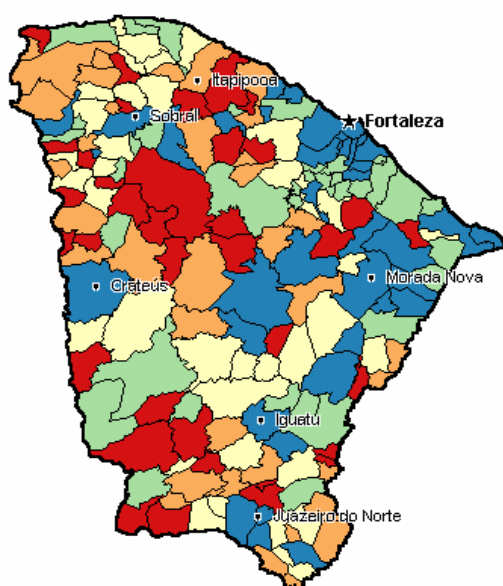 Itapipoca
Sobral
Fortaleza
Crateús
Morada Nova
Iguatu
Juazeiro do Norte